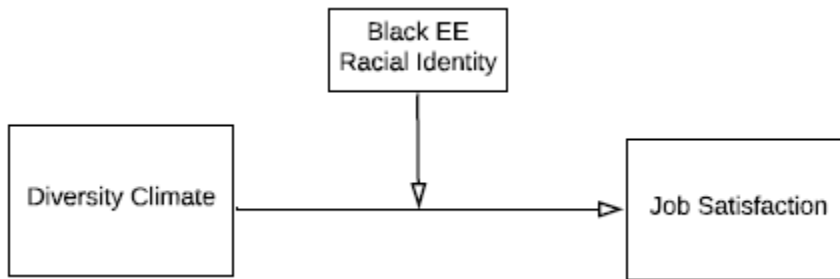 Black EE
Racial Identity
Diversity Climate
Job Satisfaction